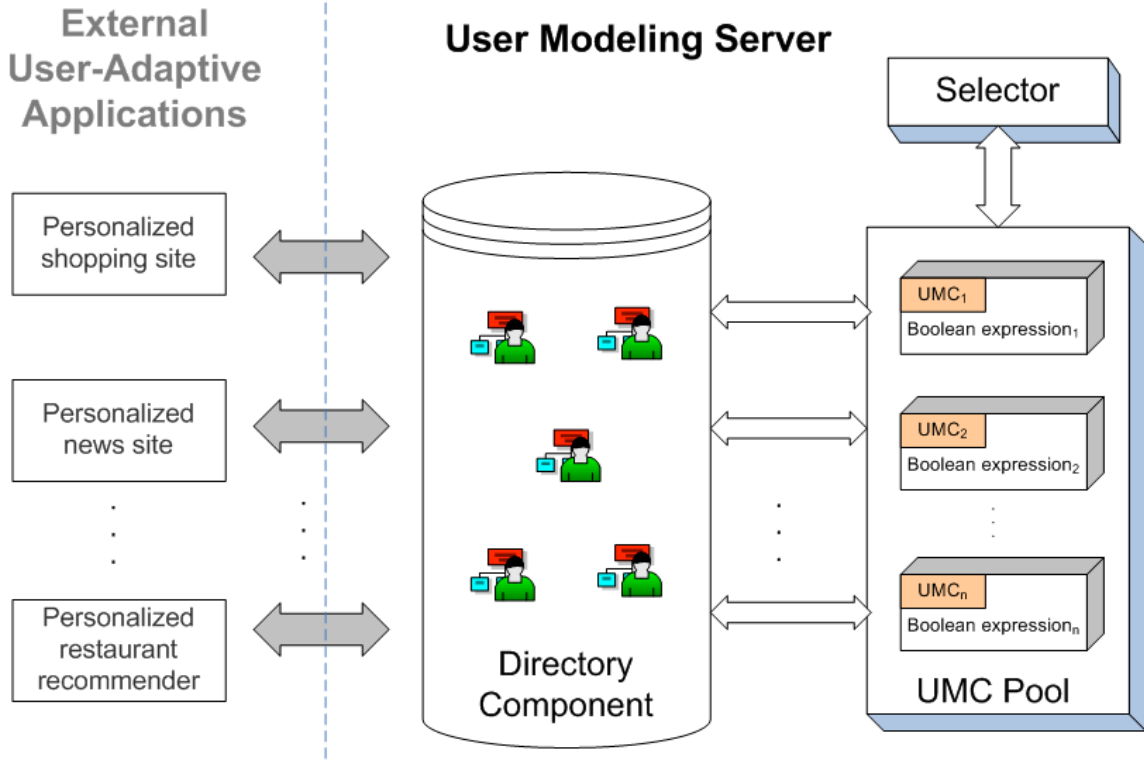 External
User-Adaptive
Applications
User Modeling Server
Selector
Personalized
shopping site
Personalized
news site
Personalized
restaurant
recommender
Directory
Component
UMC₁
Boolean expression₁
UMC₂
Boolean expression₂
UMCₙ
Boolean expressionₙ
UMC Pool